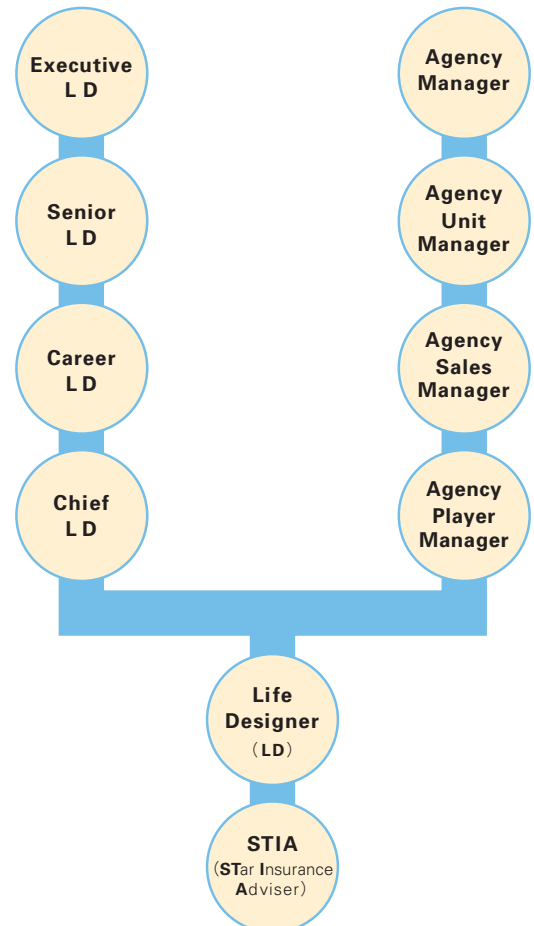 Executive
L D
Senior
L D
Career
L D
Chief
L D
Agency
Manager
Agency
Unit
Manager
Agency
Sales
Manager
Agency
Player
Manager
Life
Designer
（LD）
STIA
（STar Insurance
Adviser）